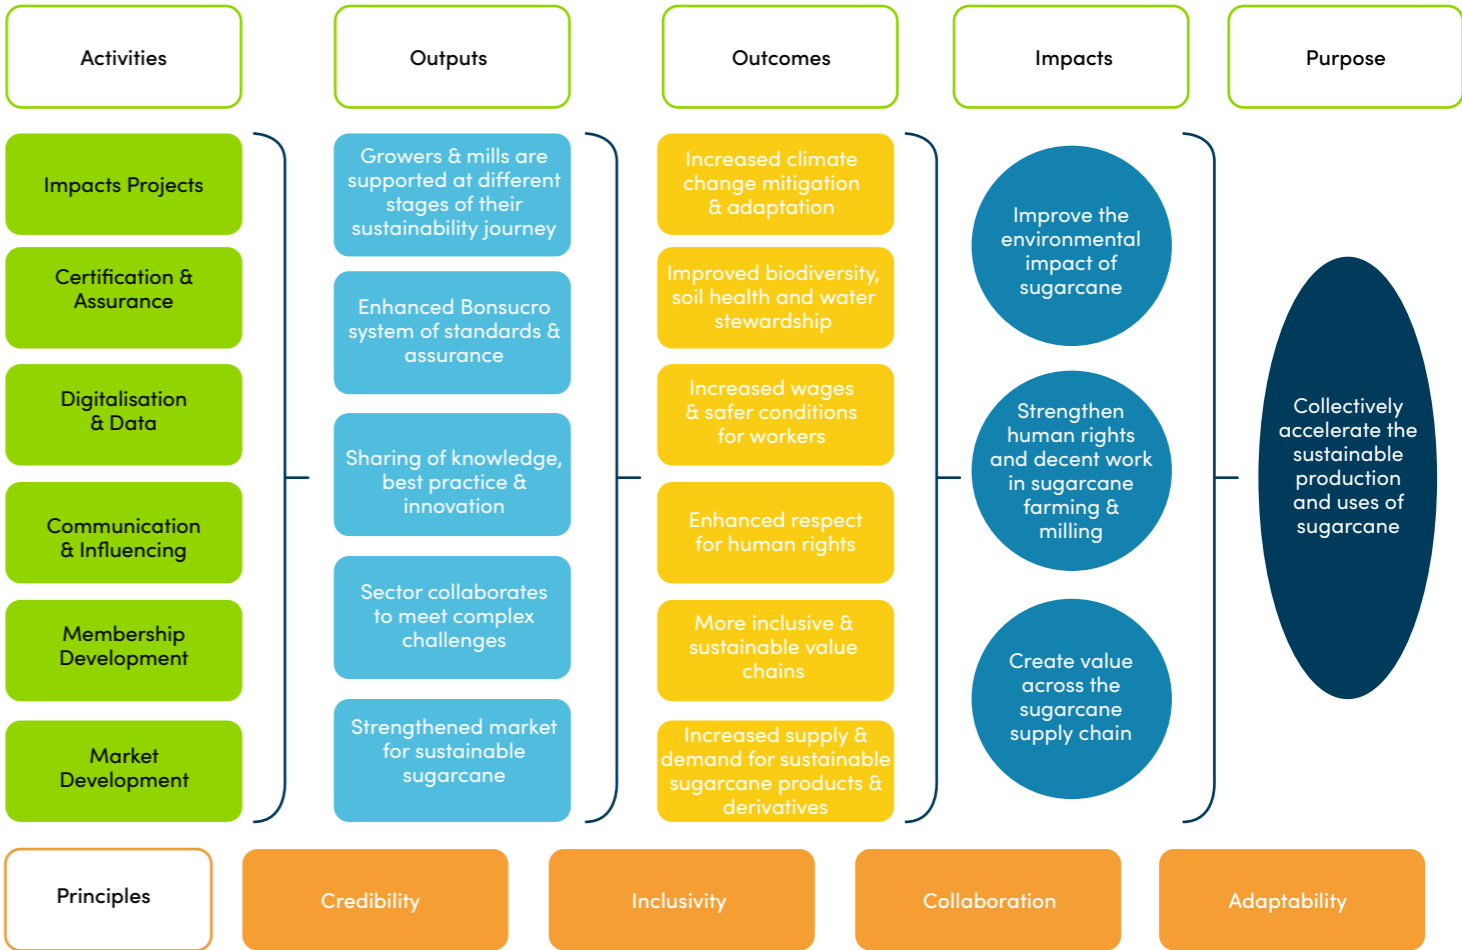 Activities
Outputs
Outcomes
Impacts
Purpose
Impacts Projects
Certification &
Assurance
Digitalisation
& Data
Communication
& Influencing
Membership
Development
Market
Development
Growers & mills are
supported at different
stages of their
sustainability journey
Enhanced Bonsucro
system of standards &
assurance
Sharing of knowledge,
best practice &
innovation
Sector collaborates
to meet complex
challenges
Strengthened market
for sustainable
sugarcane
Increased climate
change mitigation
& adaptation
Improved biodiversity,
soil health and water
stewardship
Increased wages
& safer conditions
for workers
Enhanced respect
for human rights
More inclusive &
sustainable value
chains
Increased supply &
demand for sustainable
sugarcane products &
derivatives
Improve the
environmental
impact of
sugarcane
Strengthen
human rights
and decent work
in sugarcane
farming &
milling
Create value
across the
sugarcane
supply chain
Collectively
accelerate the
sustainable
production
and uses of
sugarcane
Principles
Credibility
Inclusivity
Collaboration
Adaptability